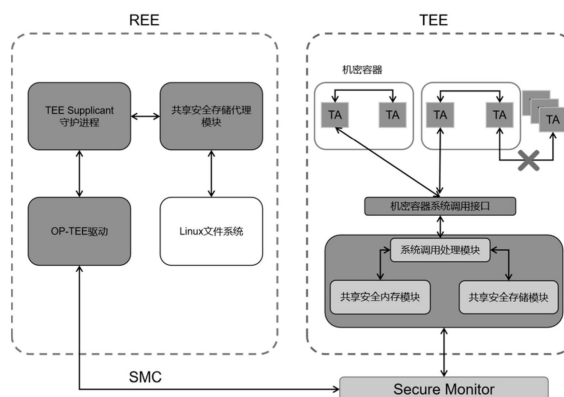 REE
TEE
机密容器
TEE Supplicant
守护进程
共享安全存储代理
模块
TA
TA
TA
TA
TA
OP-TEE驱动
Linux文件系统
机密容器系统调用接口
系统调用处理模块
共享安全内存模块
共享安全存储模块
SMC
Secure Monitor